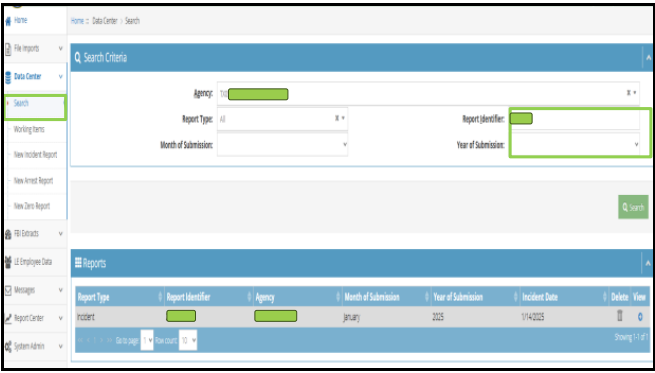 Home
Home :: Data Center > Search
File Imports
Search Criteria
Data Center
Agency:
Search
Report Type: All
Report Identifier:
Working Items
Month of Submission:
Year of Submission:
New Incident Report
New Arrest Report
New Zero Report
Search
FBI Extracts
LE Employee Data
Reports
Messages
Report Type Report Identifier Agency Month of Submission Year of Submission Incident Date Delete View
Report Center
Incident January 2025 1/14/2025
System Admin
Go to page: 1 Row count: 10 Showing 1-1 of 1